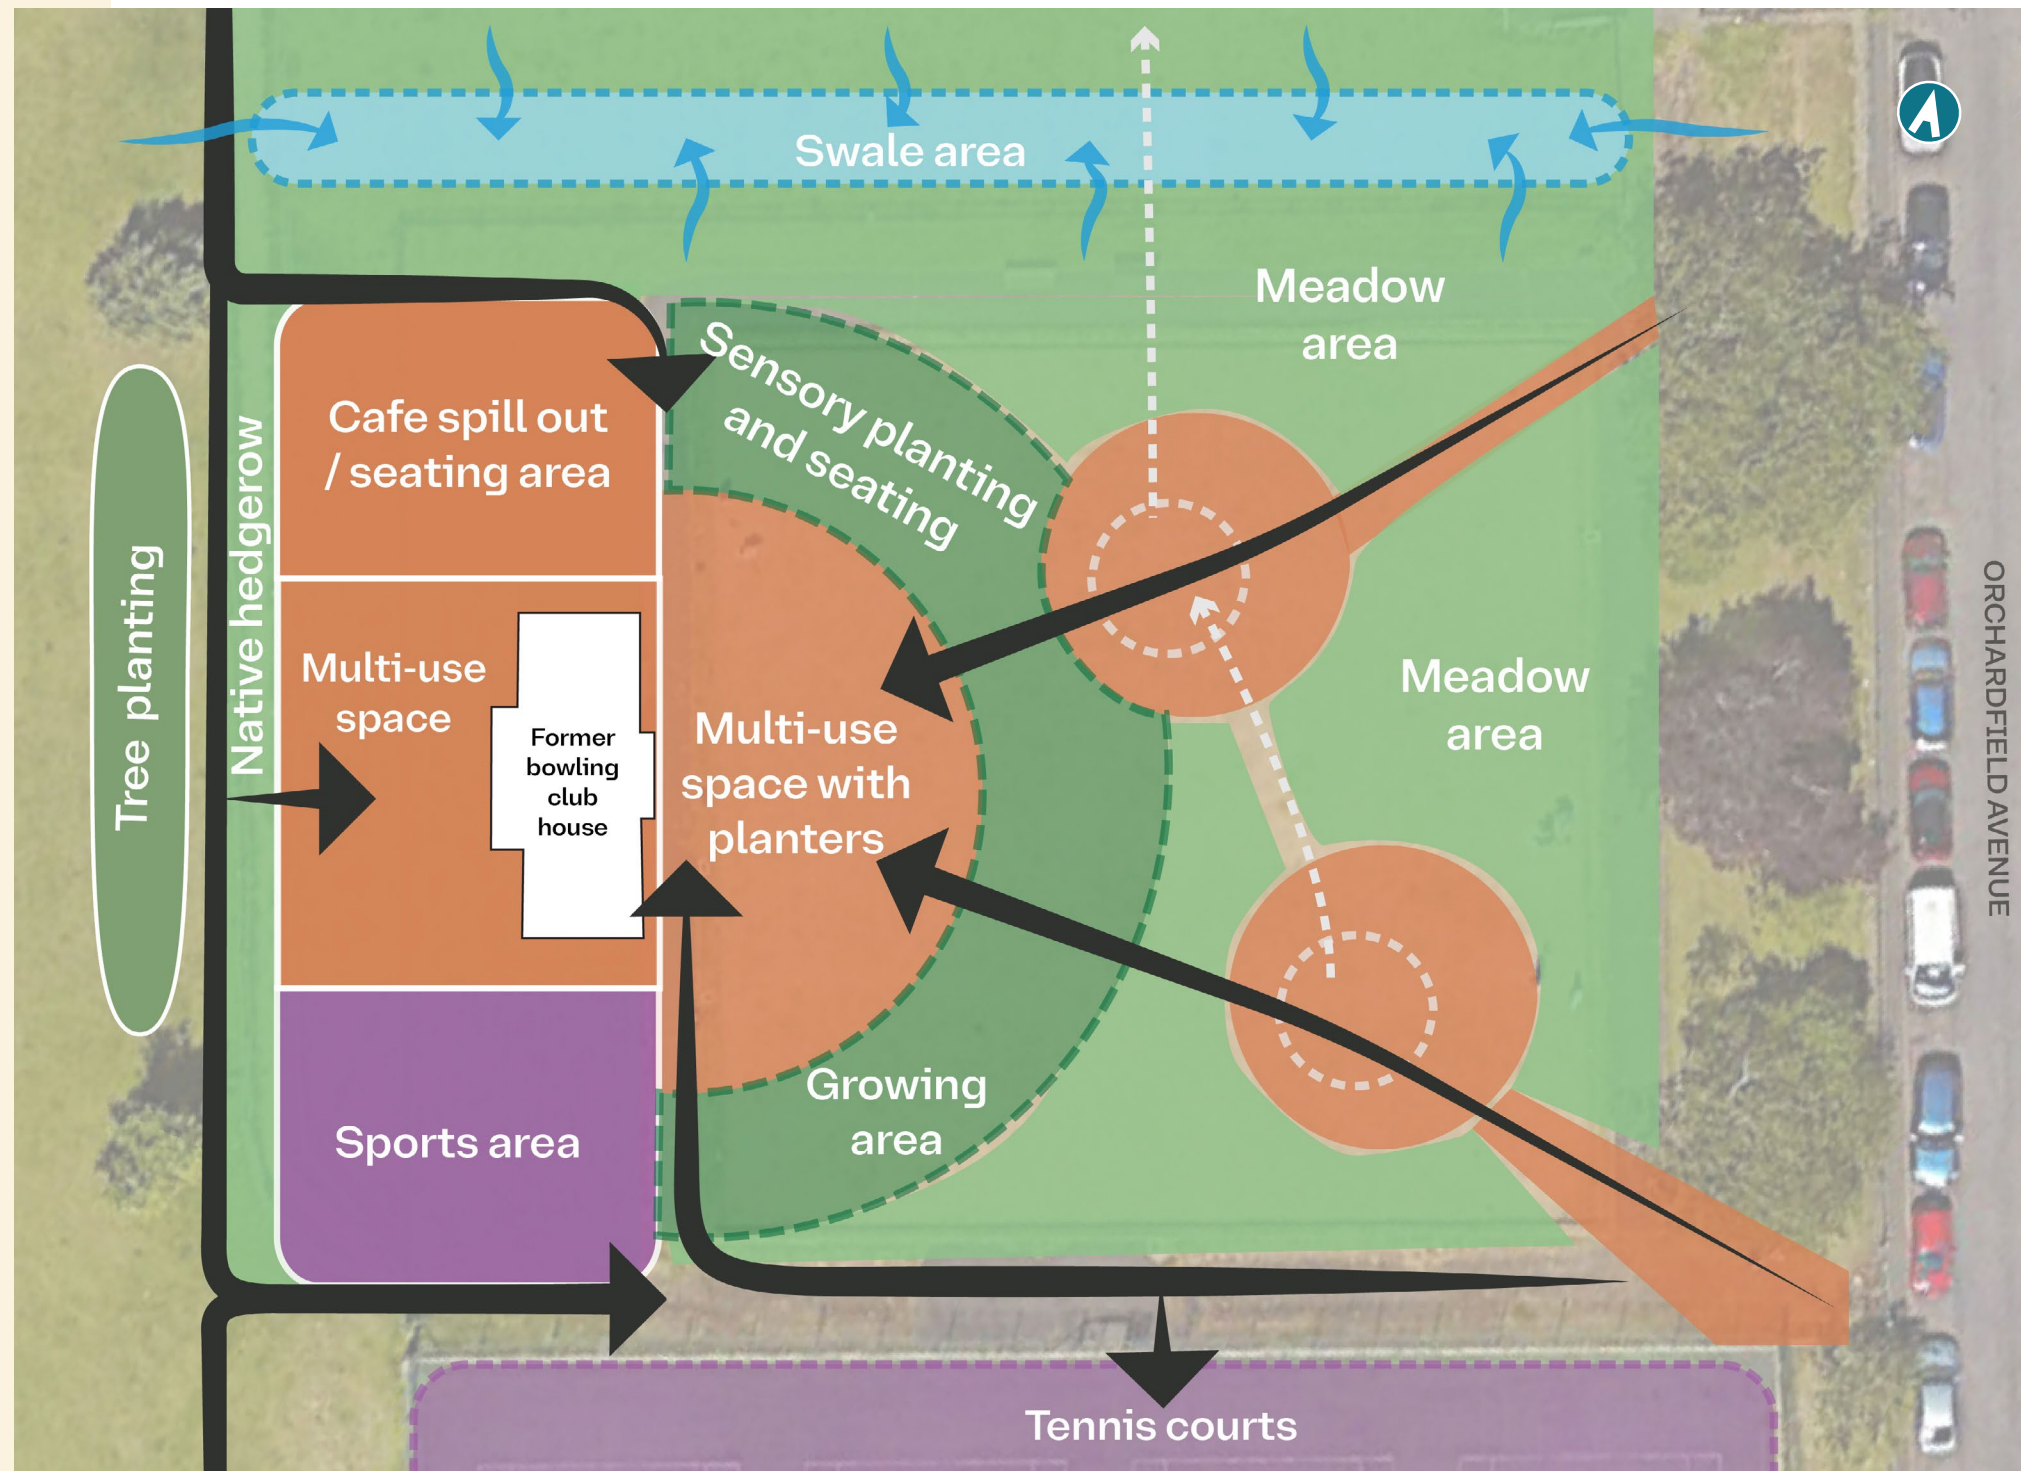 Swale area
Meadow
area
Sensory planting
and seating
Cafe spill out
/ seating area
Native hedgerow
Tree planting
Multi-use
space
Former
bowling
club
house
Multi-use
space with
planters
Meadow
area
ORCHARDFIELD AVENUE
Growing
area
Sports area
Tennis courts